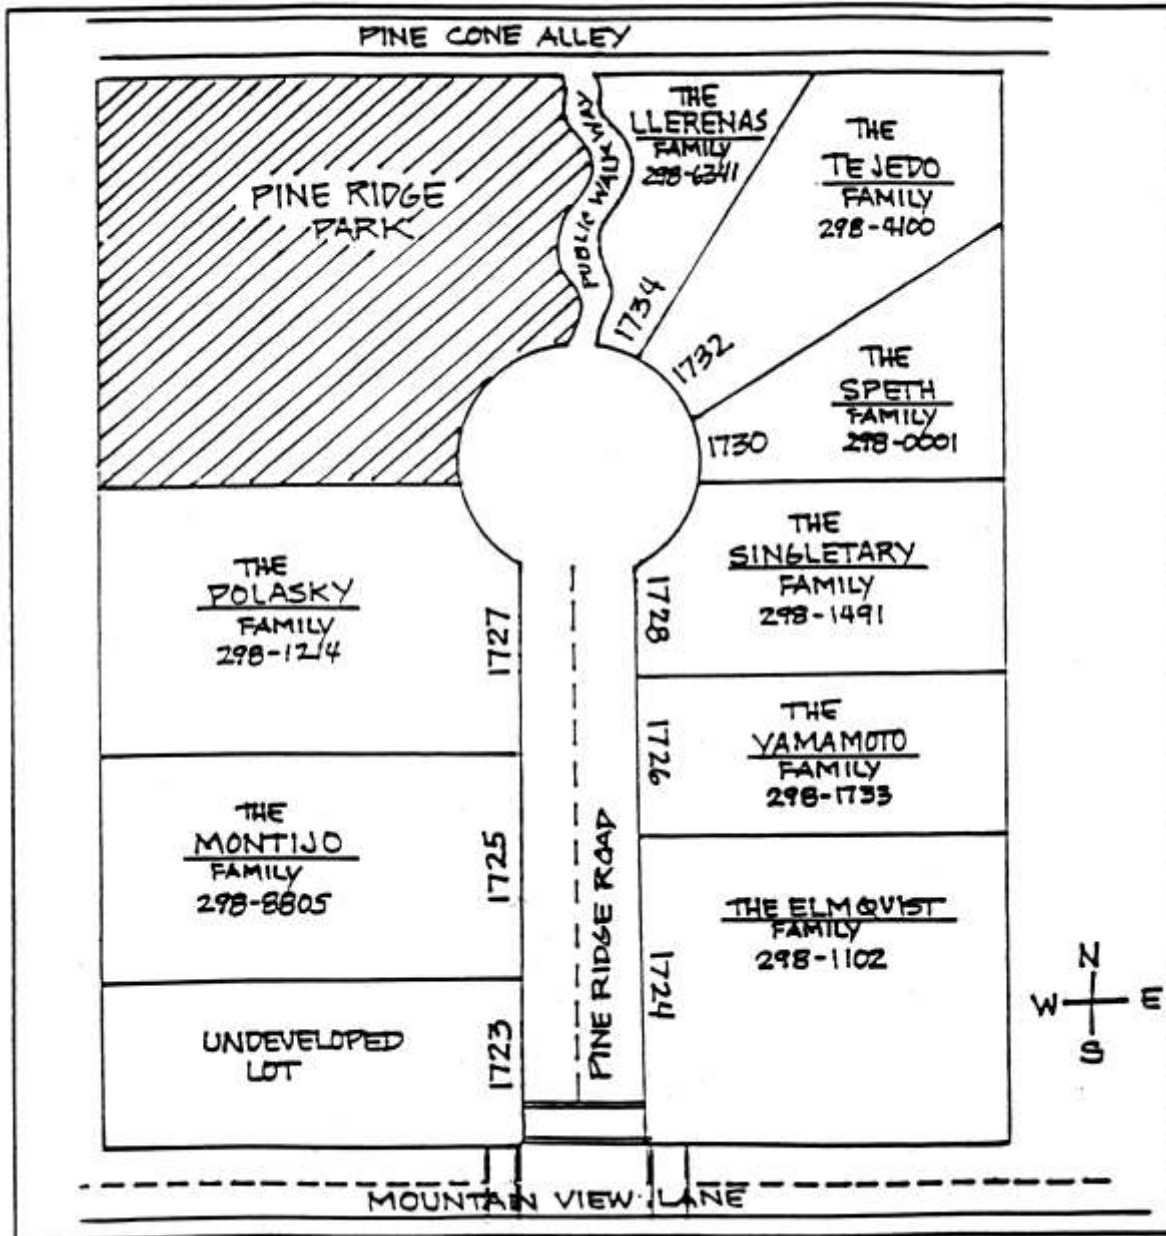 PINE CONE ALLEY
PINE RIDGE
PARK
PUBLIC WALKWAY
THE
LLERENAS
FAMILY
298-6341
THE
TEJEDO
FAMILY
298-4100
1734
1732
THE
SPETH
FAMILY
298-0001
1730
THE
POLASKY
FAMILY
298-1214
1727
1728
THE
SINGLETARY
FAMILY
298-1491
1726
THE
YAMAMOTO
FAMILY
298-1733
THE
MONTIJO
FAMILY
298-8805
1725
PINE RIDGE ROAD
1724
THE ELMQVIST
FAMILY
298-1102
UNDEVELOPED
LOT
1723
N
W E
S
MOUNTAIN VIEW LANE